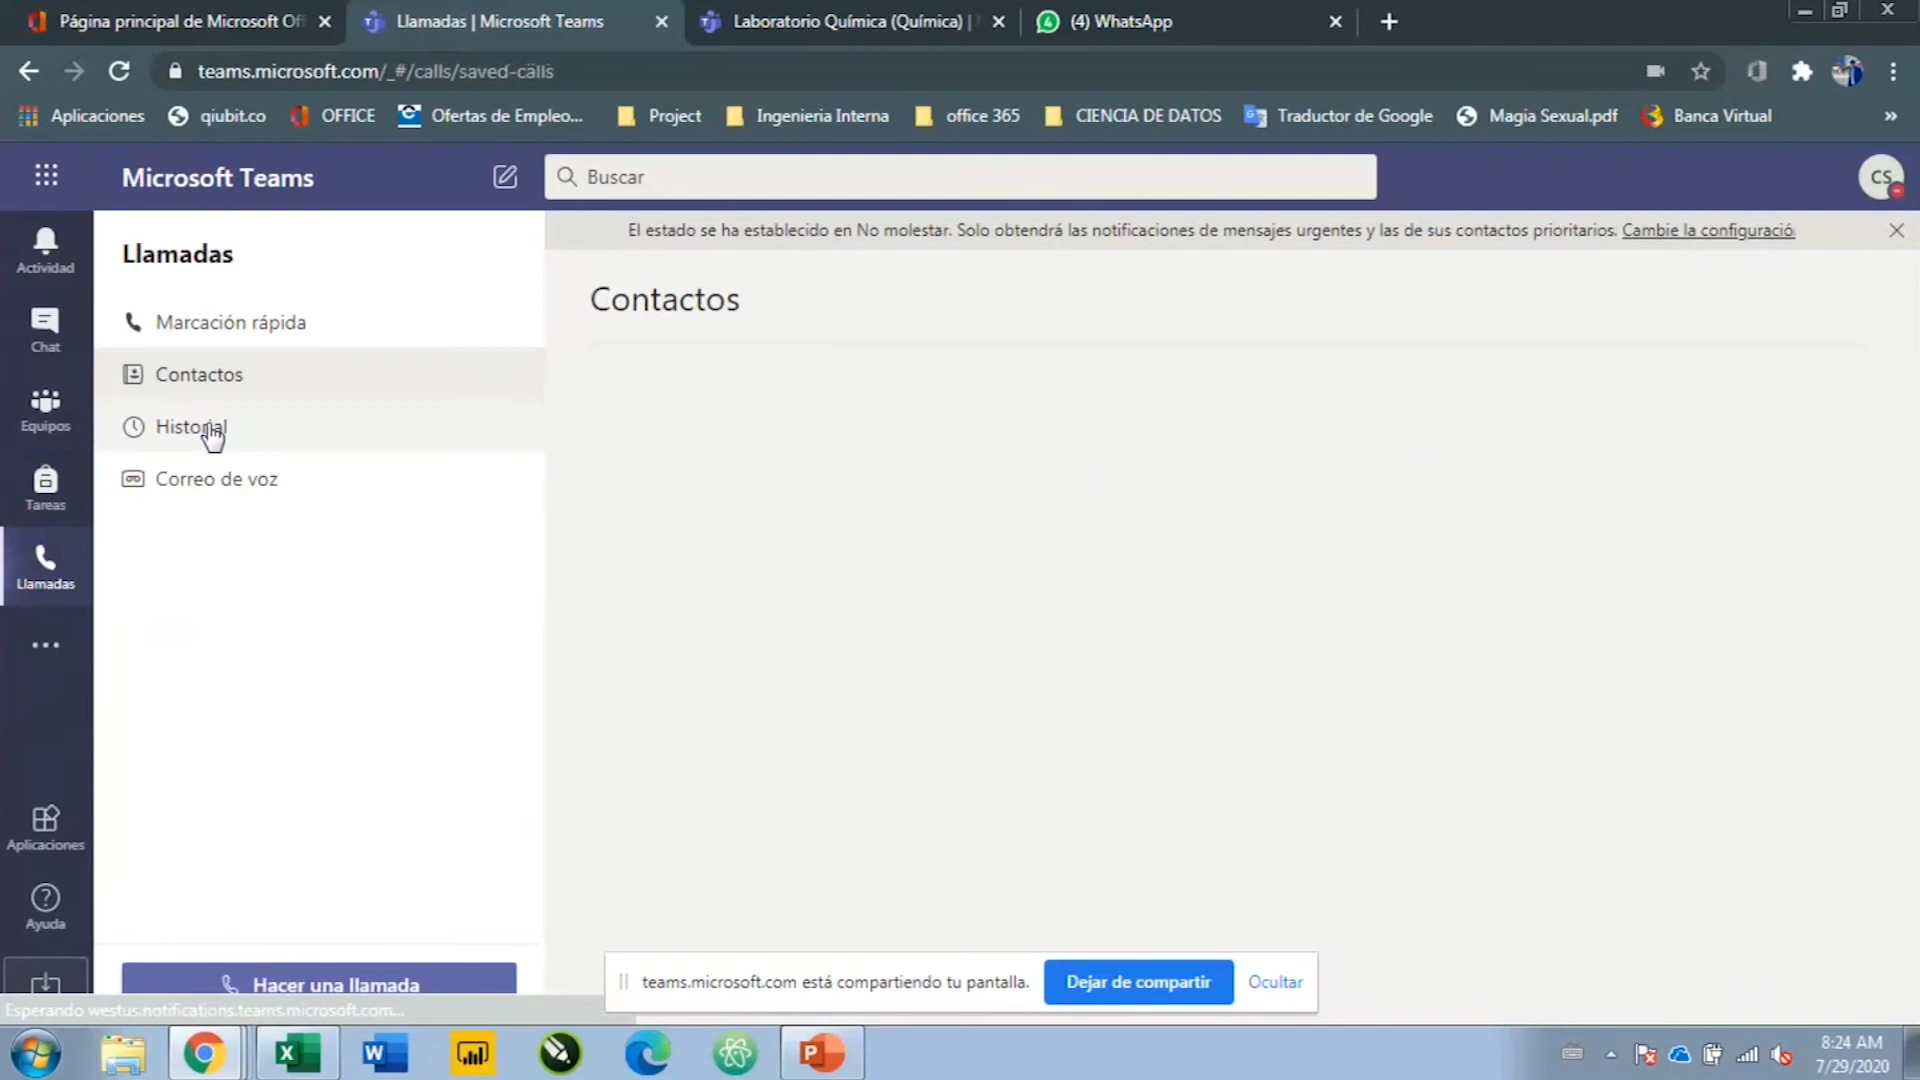 Página principal de Microsoft Of
Llamadas | Microsoft Teams
Laboratorio Química (Química) |
(4) WhatsApp
teams.microsoft.com/_#/calls/saved-calls
Aplicaciones
qiubit.co
OFFICE
Ofertas de Empleo...
Project
Ingenieria Interna
office 365
CIENCIA DE DATOS
Traductor de Google
Magia Sexual.pdf
Banca Virtual
»
Microsoft Teams
Buscar
CS
El estado se ha establecido en No molestar. Solo obtendrá las notificaciones de mensajes urgentes y las de sus contactos prioritarios. Cambie la configuració
Actividad
Chat
Equipos
Tareas
Llamadas
Aplicaciones
Ayuda
Llamadas
Marcación rápida
Contactos
Historial
Correo de voz
Hacer una llamada
Contactos
teams.microsoft.com está compartiendo tu pantalla.
Dejar de compartir
Ocultar
Esperando westus.notifications.teams.microsoft.com...
8:24 AM
7/29/2020